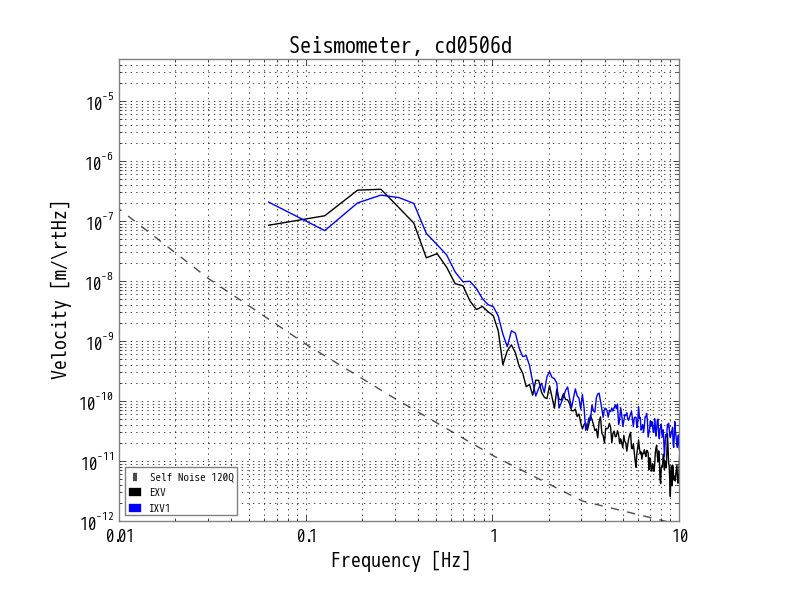 Seismometer, cd0506d
Velocity [m/\rtHz]
10-5
10-6
10-7
10-8
10-9
10-10
10-11
10-12
Self Noise 120Q
EXV
IXV1
0.01
0.1
1
10
Frequency [Hz]